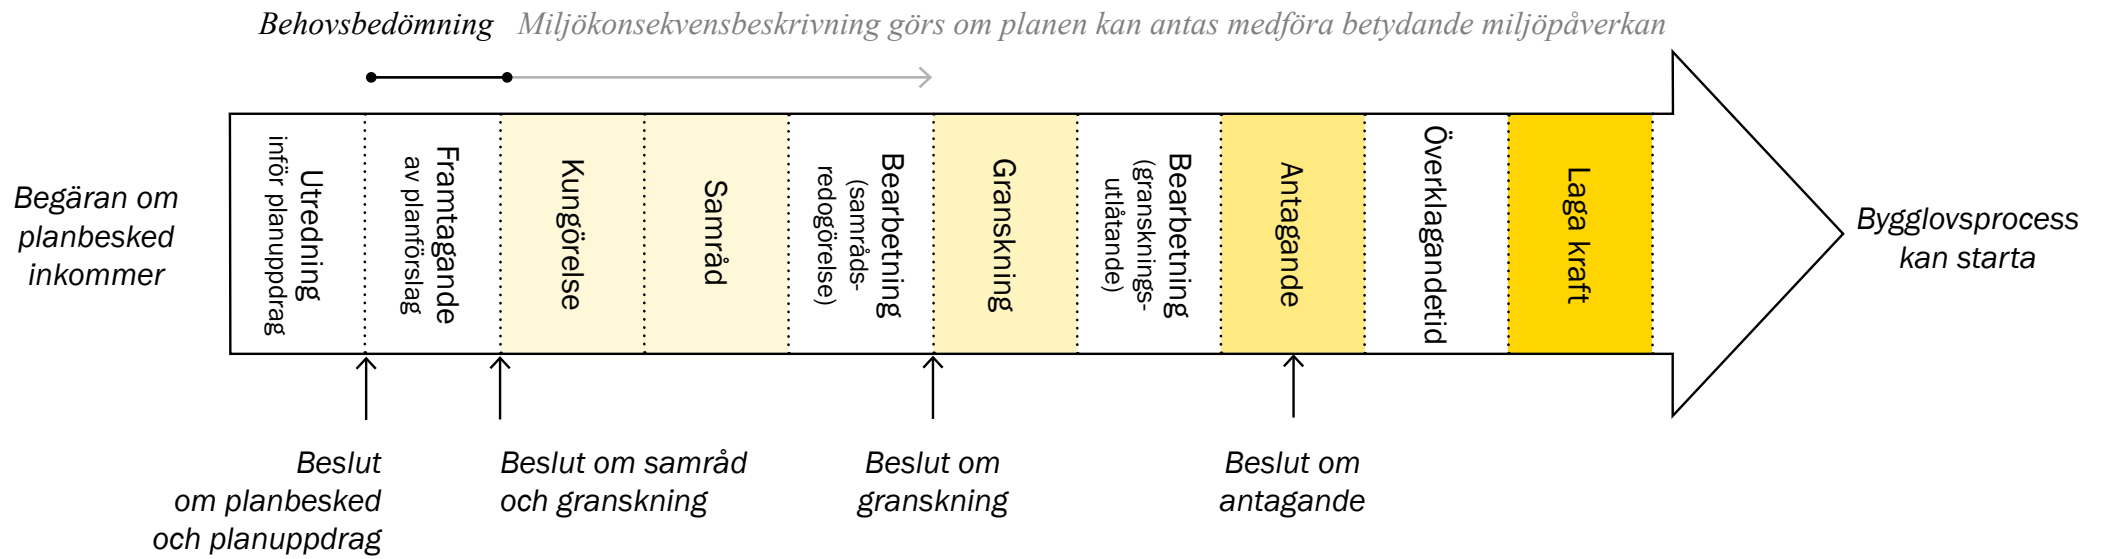 Behovsbedömning Miljökonsekvensbeskrivning görs om planen kan antas medföra betydande miljöpåverkan
Begäran om
planbesked
inkommer
Utredning
inför planuppdrag
Framtagande
av planförslag
Kungörelse
Samråd
Bearbetning
(samråds-
redogörelse)
Granskning
Bearbetning
(gransknings-
utlåtande)
Antagande
Överklagandetid
Laga kraft
Bygglovsprocess
kan starta
Beslut
om planbesked
och planuppdrag
Beslut om samråd
och granskning
Beslut om
granskning
Beslut om
antagande